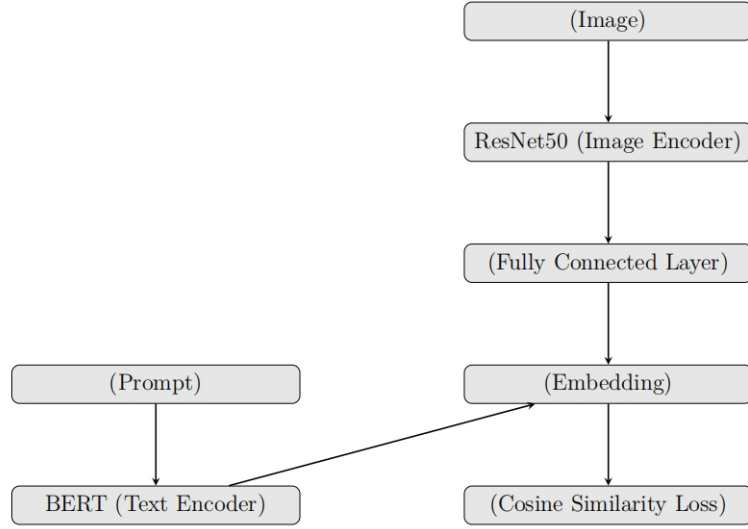 (Image)
ResNet50 (Image Encoder)
(Fully Connected Layer)
(Prompt)
(Embedding)
BERT (Text Encoder)
(Cosine Similarity Loss)